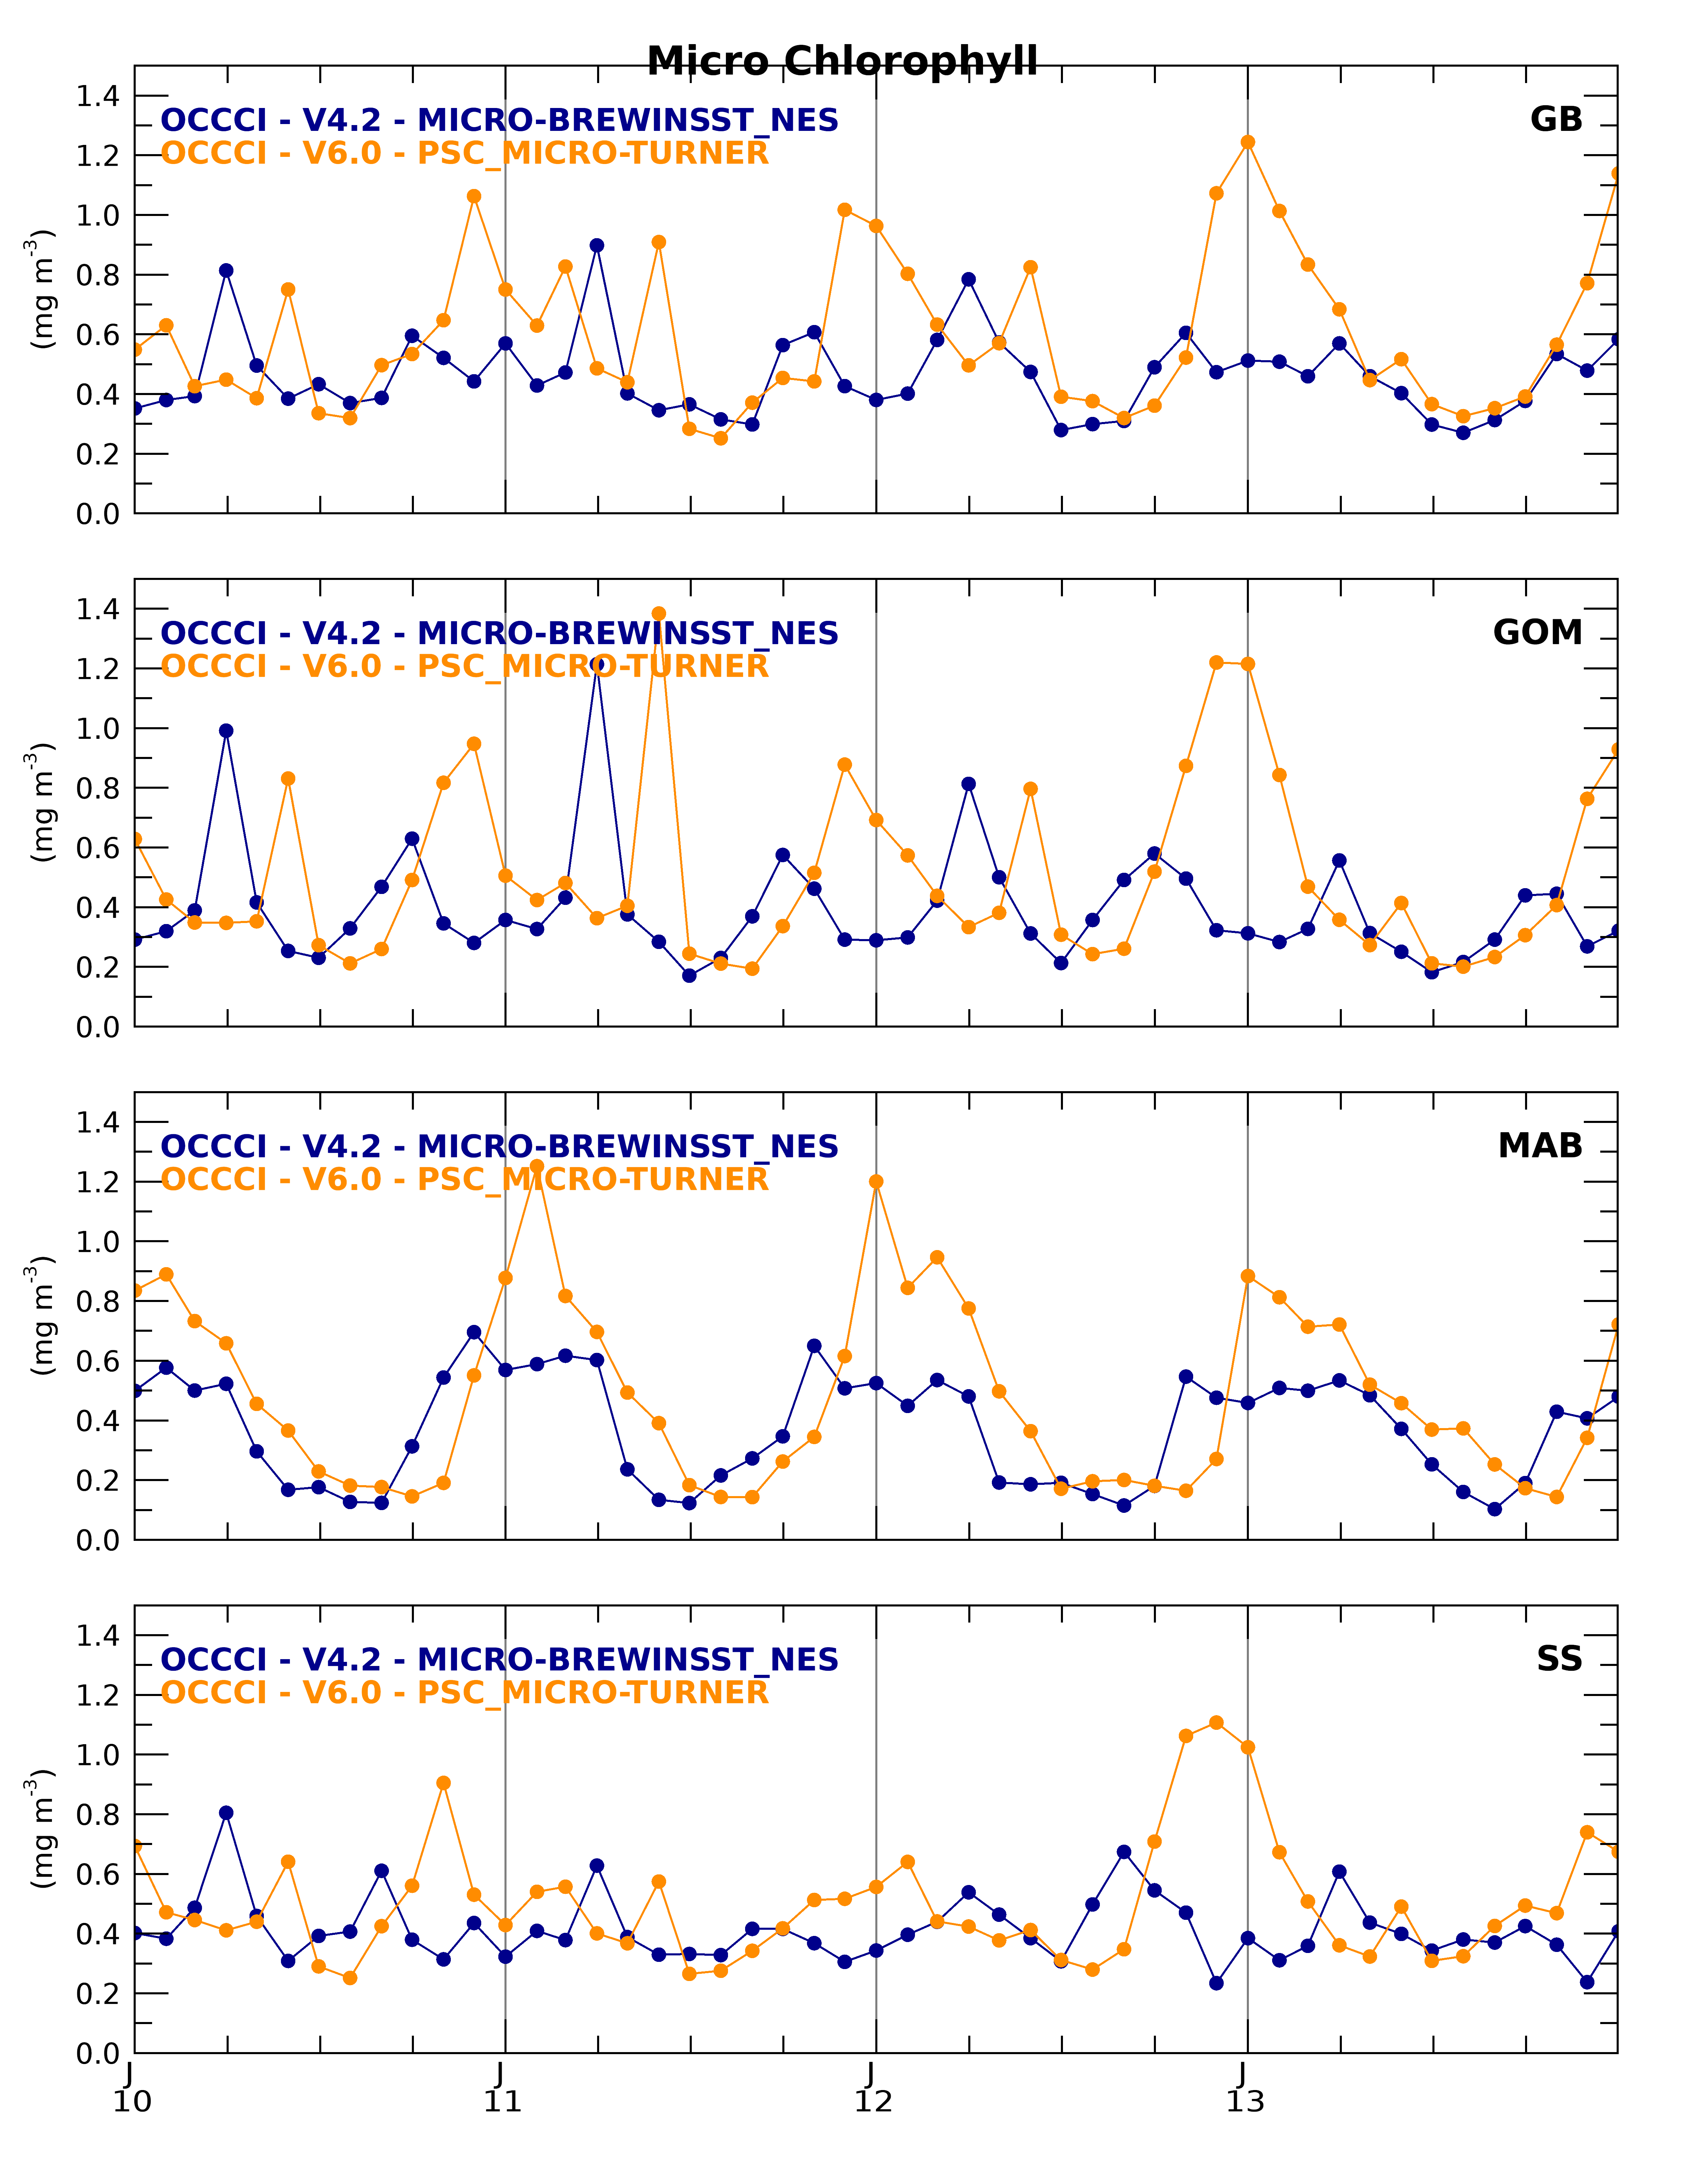 Micro Chlorophyll
OCCCI - V4.2 - MICRO-BREWINSST_NES
GB
OCCCI - V6.0 - PSC_MICRO-TURNER
1.4
1.2
1.0
0.8
0.6
0.4
0.2
0.0
(mg m⁻³)
OCCCI - V4.2 - MICRO-BREWINSST_NES
GOM
OCCCI - V6.0 - PSC_MICRO-TURNER
1.4
1.2
1.0
0.8
0.6
0.4
0.2
0.0
(mg m⁻³)
OCCCI - V4.2 - MICRO-BREWINSST_NES
MAB
OCCCI - V6.0 - PSC_MICRO-TURNER
1.4
1.2
1.0
0.8
0.6
0.4
0.2
0.0
(mg m⁻³)
OCCCI - V4.2 - MICRO-BREWINSST_NES
SS
OCCCI - V6.0 - PSC_MICRO-TURNER
1.4
1.2
1.0
0.8
0.6
0.4
0.2
0.0
(mg m⁻³)
J J J J
10 11 12 13